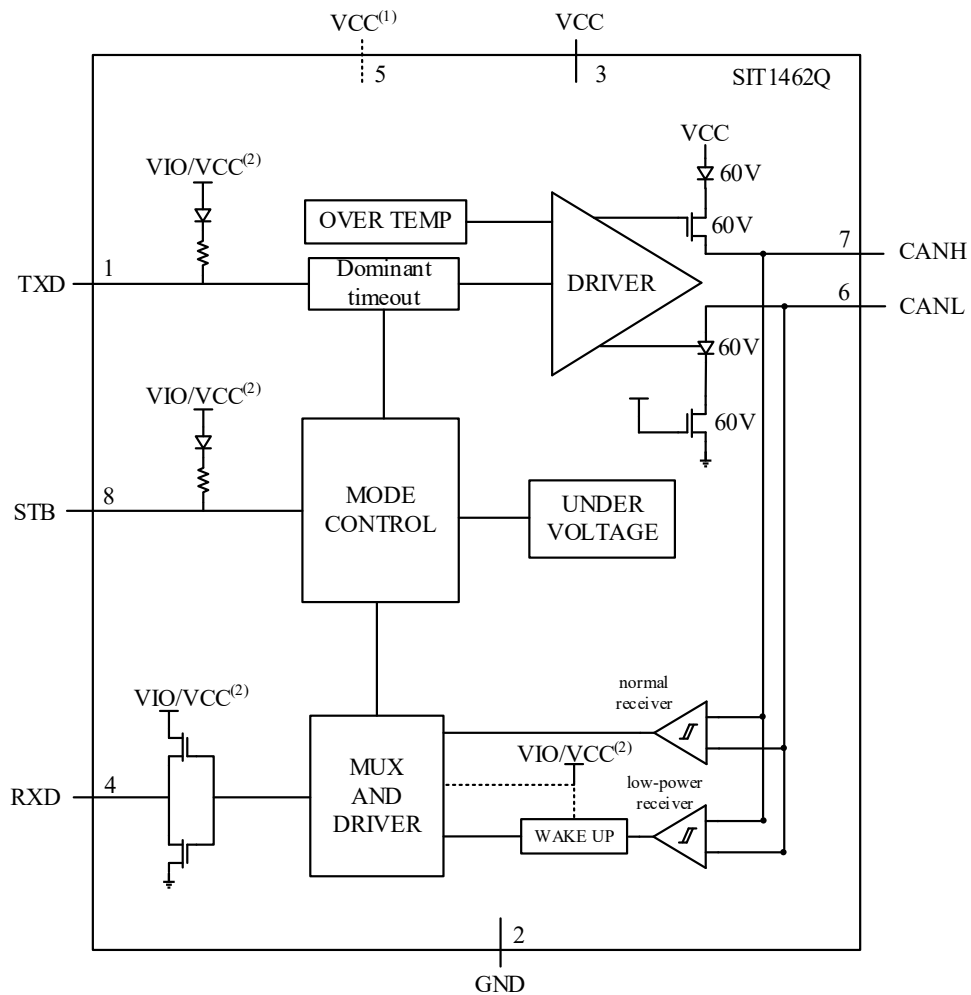 VCC(1)
VCC
5
3
SIT1462Q
VCC
60V
VIO/VCC(2)
OVER TEMP
60V
7
CANH
1
TXD
Dominant
timeout
DRIVER
6
CANL
60V
VIO/VCC(2)
60V
8
STB
MODE
CONTROL
UNDER
VOLTAGE
normal
receiver
VIO/VCC(2)
VIO/VCC(2)
4
RXD
MUX
AND
DRIVER
low-power
receiver
WAKE UP
2
GND